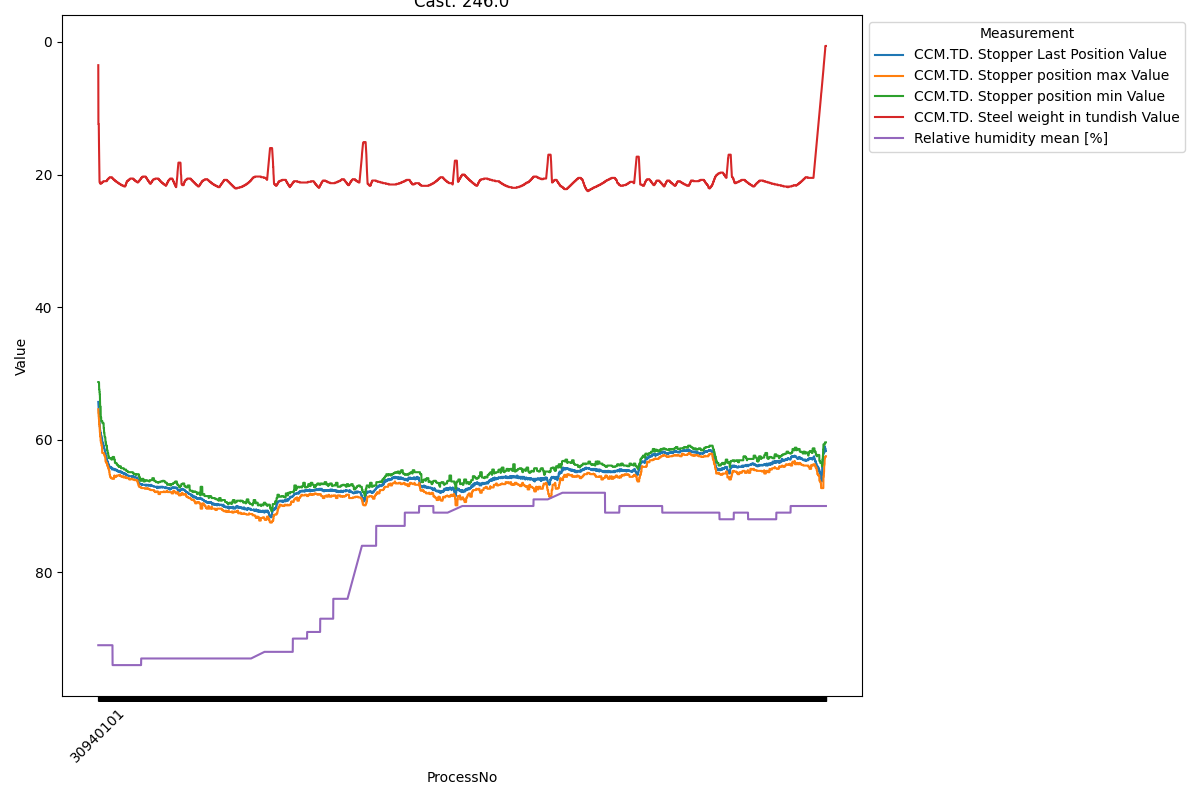 Cast: 246.0
Measurement
CCM.TD. Stopper Last Position Value
CCM.TD. Stopper position max Value
CCM.TD. Stopper position min Value
CCM.TD. Steel weight in tundish Value
Relative humidity mean [%]
0
20
40
60
80
Value
30940101
ProcessNo